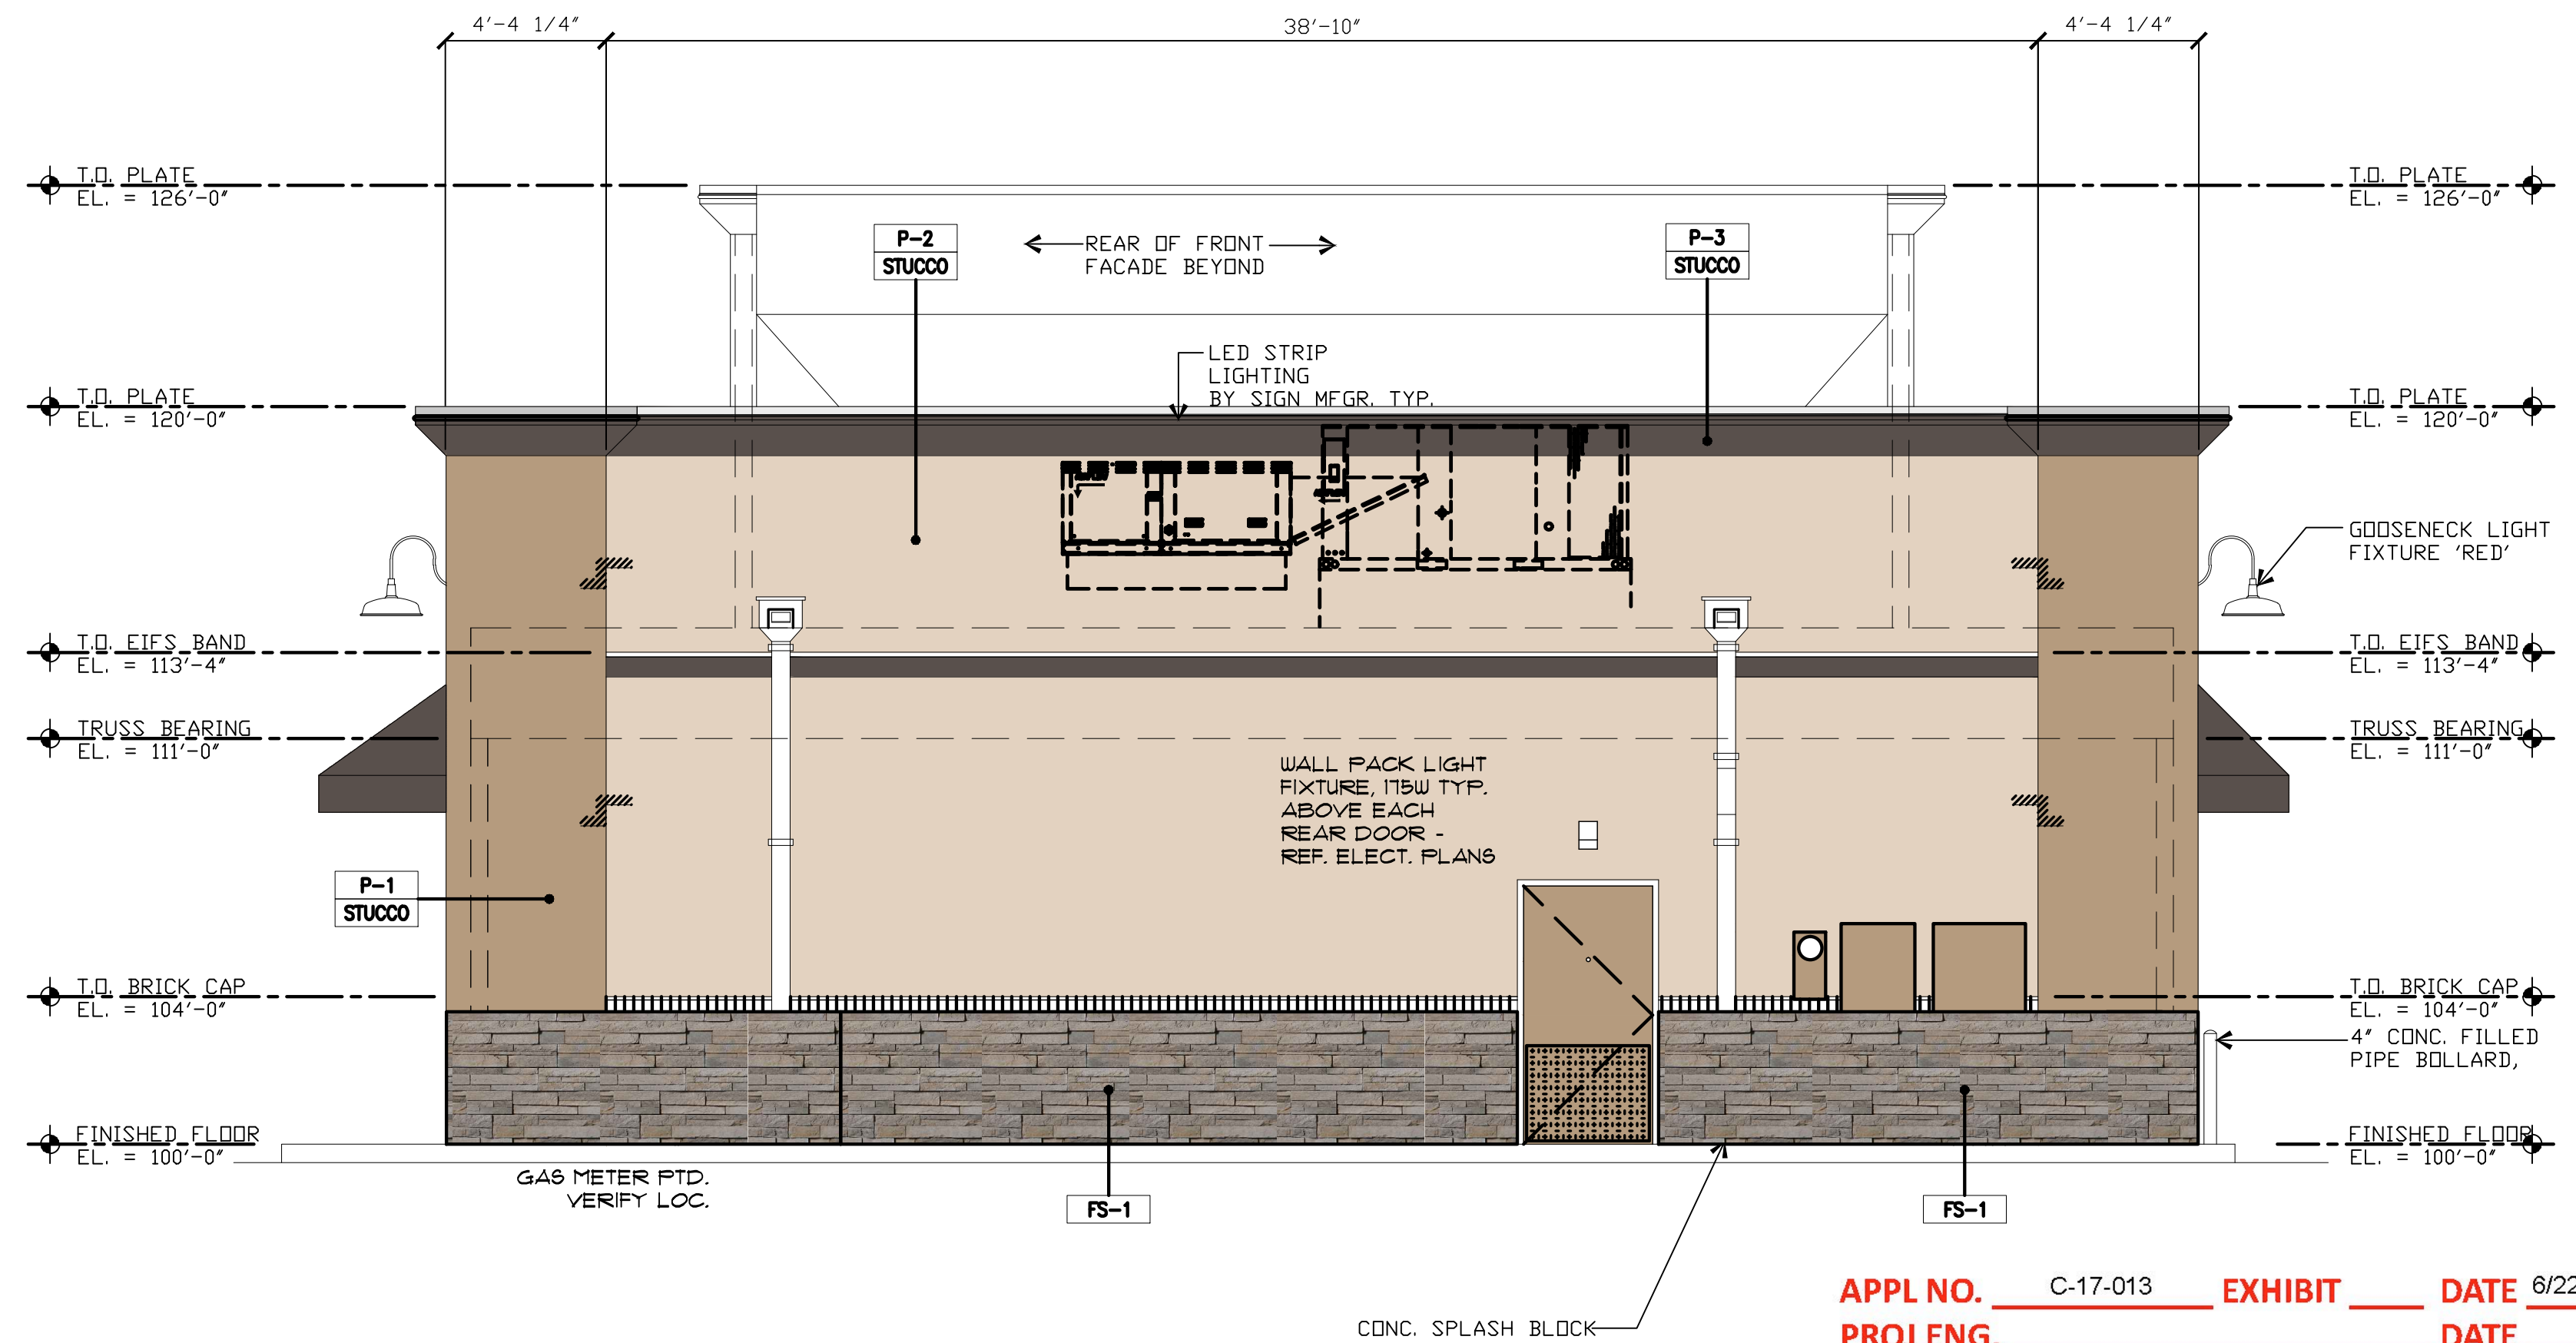 4'-4 1/4"
38'-10"
4'-4 1/4"
T.O. PLATE
EL. = 126'-0"
T.O. PLATE
EL. = 126'-0"
P-2
STUCCO
REAR OF FRONT
FACADE BEYOND
P-3
STUCCO
LED STRIP
LIGHTING
BY SIGN MFGR. TYP.
T.O. PLATE
EL. = 120'-0"
T.O. PLATE
EL. = 120'-0"
GOOSENECK LIGHT
FIXTURE 'RED'
T.O. EIFS BAND
EL. = 113'-4"
T.O. EIFS BAND
EL. = 113'-4"
TRUSS BEARING
EL. = 111'-0"
TRUSS BEARING
EL. = 111'-0"
WALL PACK LIGHT
FIXTURE, 175W TYP.
ABOVE EACH
REAR DOOR -
REF. ELECT. PLANS
P-1
STUCCO
T.O. BRICK CAP
EL. = 104'-0"
T.O. BRICK CAP
EL. = 104'-0"
4" CONC. FILLED
PIPE BOLLARD,
FINISHED FLOOR
EL. = 100'-0"
FINISHED FLOOR
EL. = 100'-0"
GAS METER PTD.
VERIFY LOC.
FS-1
FS-1
CONC. SPLASH BLOCK
APPL NO. C-17-013 EXHIBIT DATE 6/22
PROJ ENG. DATE